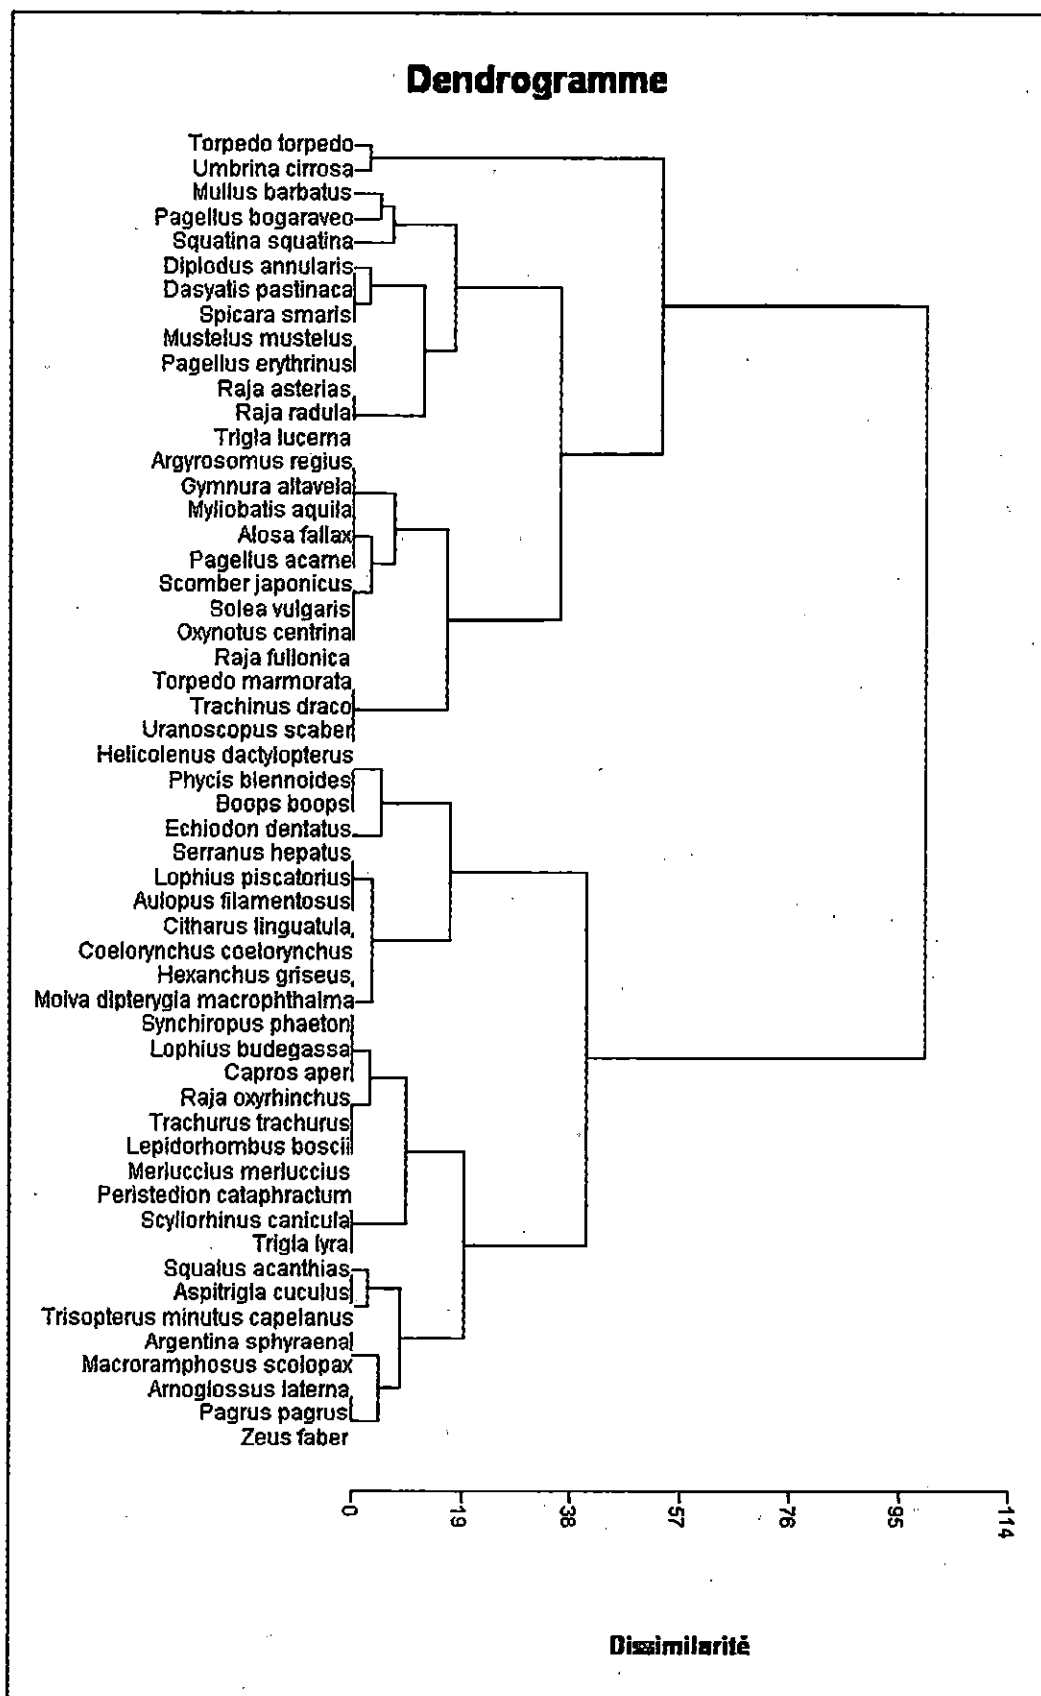 Dendrogramme
Torpedo torpedo
Umbrina cirrosa
Mullus barbatus
Pagellus bogaraveo
Squatina squatina
Diplodus annularis
Dasyatis pastinaca
Spicara smaris
Mustelus mustelus
Pagellus erythrinus
Raja asterias
Raja radula
Trigla lucerna
Argyrosomus regius
Gymnura altavela
Myliobatis aquila
Alosa fallax
Pagellus acarne
Scomber japonicus
Solea vulgaris
Oxynotus centrina
Raja fullonica
Torpedo marmorata
Trachinus draco
Uranoscopus scaber
Helicolenus dactylopterus
Phycis blennoides
Boops boops
Echiodon dentatus
Serranus hepatus
Lophius piscatorius
Aulopus filamentosus
Citharus linguatula
Coelorynchus coelorynchus
Hexanchus griseus
Molva dipterygia macrophthalma
Synchiropus phaeton
Lophius budegassa
Capros aper
Raja oxyrhinchus
Trachurus trachurus
Lepidorhombus boscii
Merluccius merluccius
Peristedion cataphractum
Scyliorhinus canicula
Trigla lyra
Squalus acanthias
Aspitrigla cuculus
Trisopterus minutus capelanus
Argentina sphyraena
Macroramphosus scolopax
Arnoglossus laterna
Pagrus pagrus
Zeus faber
0 19 38 57 76 95 114
Dissimilarité